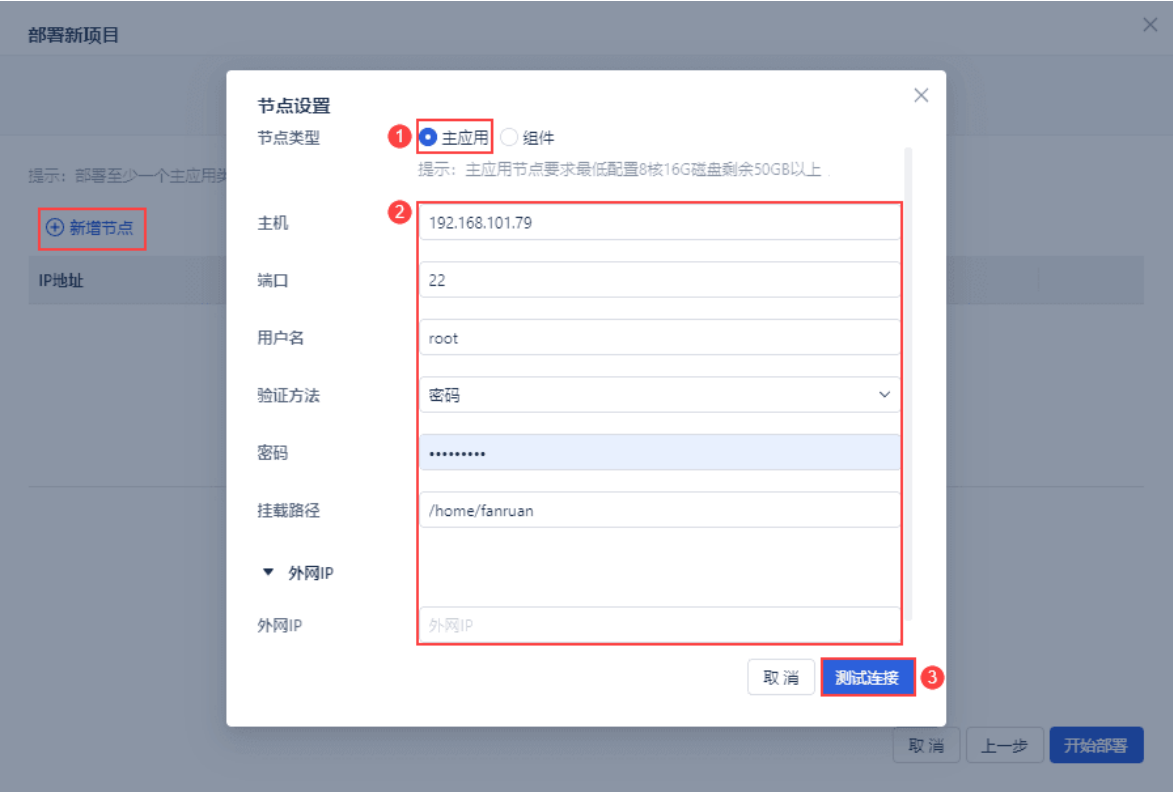 部署新项目
节点设置
节点类型
1
主应用
组件
提示：主应用节点要求最低配置8核16G磁盘剩余50GB以上.
提示：部署至少一个主应用
新增节点
IP地址
2
主机
192.168.101.79
端口
22
用户名
root
验证方法
密码
密码
•••••••••
挂载路径
/home/fanruan
外网IP
外网IP
外网IP
取 消
测试连接
3
取 消
上一步
开始部署